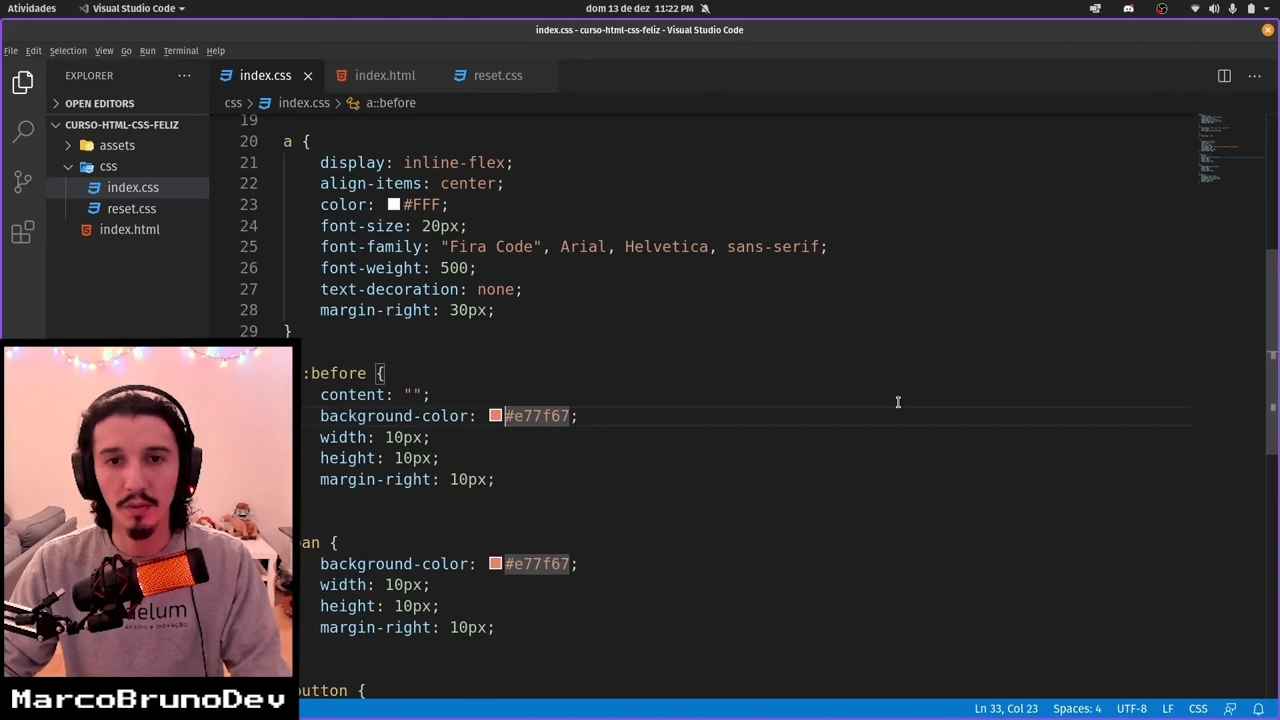 Atividades Visual Studio Code dom 13 de dez 11:22 PM
index.css - curso-html-css-feliz - Visual Studio Code
File Edit Selection View Go Run Terminal Help
EXPLORER ··· index.css × index.html reset.css ···
OPEN EDITORS
CURSO-HTML-CSS-FELIZ
assets
css
index.css
reset.css
index.html
css > index.css > a::before
19
20 a {
21 display: inline-flex;
22 align-items: center;
23 color: #FFF;
24 font-size: 20px;
25 font-family: "Fira Code", Arial, Helvetica, sans-serif;
26 font-weight: 500;
27 text-decoration: none;
28 margin-right: 30px;
29 }
:before {
content: "";
background-color: #e77f67;
width: 10px;
height: 10px;
margin-right: 10px;
an {
background-color: #e77f67;
width: 10px;
height: 10px;
margin-right: 10px;
button {
elum
Ensino e Inovação
MarcoBrunoDev
Ln 33, Col 23 Spaces: 4 UTF-8 LF CSS